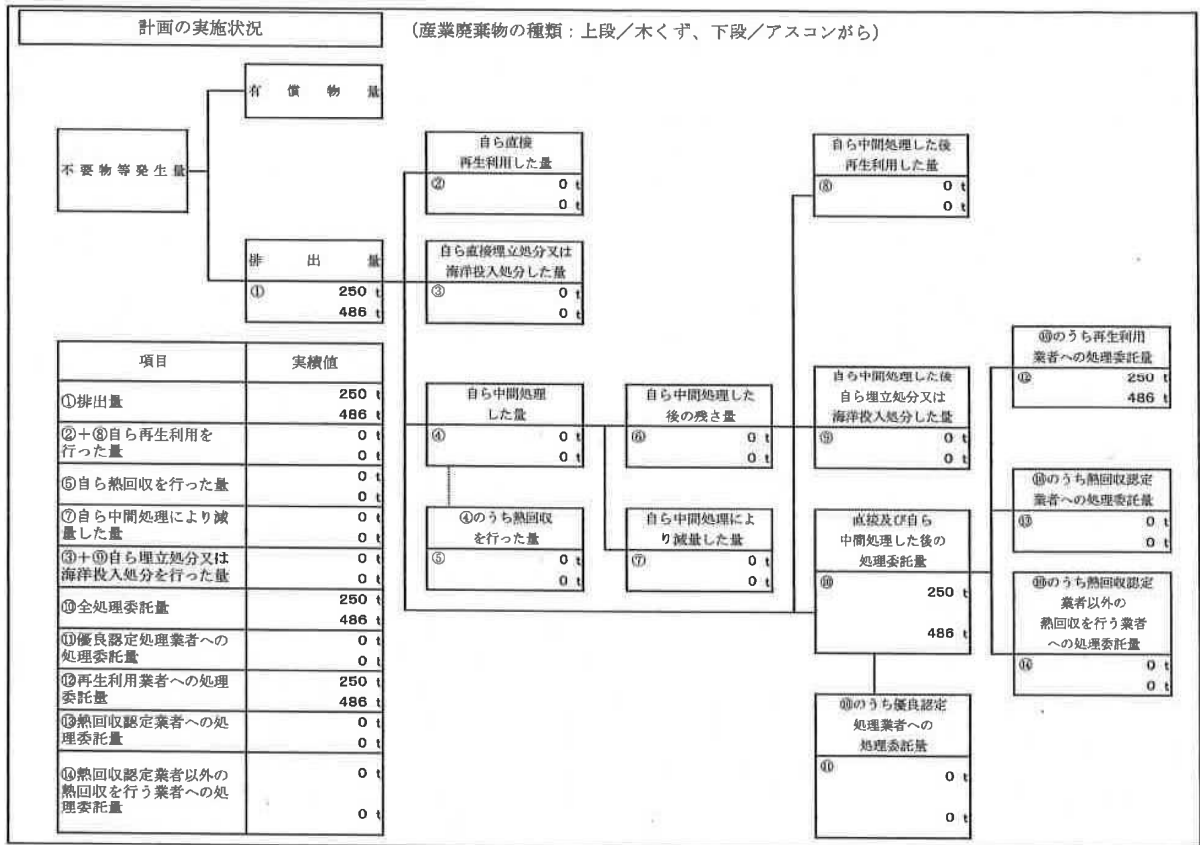 計画の実施状況
(産業廃棄物の種類：上段／木くず、下段／アスコンがら)
有償物量
不要物等発生量
排出量
① 250 t
486 t
自ら直接
再生利用した量
② 0 t
0 t
自ら直接埋立処分又は
海洋投入処分した量
③ 0 t
0 t
自ら中間処理した後
再生利用した量
⑧ 0 t
0 t
自ら中間処理
した量
④ 0 t
0 t
④のうち熱回収
を行った量
⑤ 0 t
0 t
自ら中間処理した
後の残さ量
⑥ 0 t
0 t
自ら中間処理によ
り減量した量
⑦ 0 t
0 t
自ら中間処理した後
自ら埋立処分又は
海洋投入処分した量
⑨ 0 t
0 t
直接及び自ら
中間処理した後の
処理委託量
⑩ 250 t
486 t
⑩のうち優良認定
処理業者への
処理委託量
⑪ 0 t
0 t
⑩のうち再生利用
業者への処理委託量
⑫ 250 t
486 t
⑩のうち熱回収認定
業者への処理委託量
⑬ 0 t
0 t
⑩のうち熱回収認定
業者以外の
熱回収を行う業者
への処理委託量
⑭ 0 t
0 t
項目 実績値
①排出量 250 t
486 t
②＋⑧自ら再生利用を
行った量
0 t
0 t
⑤自ら熱回収を行った量 0 t
0 t
⑦自ら中間処理により減
量した量
0 t
0 t
③＋⑨自ら埋立処分又は
海洋投入処分を行った量
0 t
0 t
⑩全処理委託量 250 t
486 t
⑪優良認定処理業者への
処理委託量
0 t
0 t
⑫再生利用業者への処理
委託量
250 t
486 t
⑬熱回収認定業者への処
理委託量
0 t
0 t
⑭熱回収認定業者以外の
熱回収を行う業者への処
理委託量
0 t
0 t